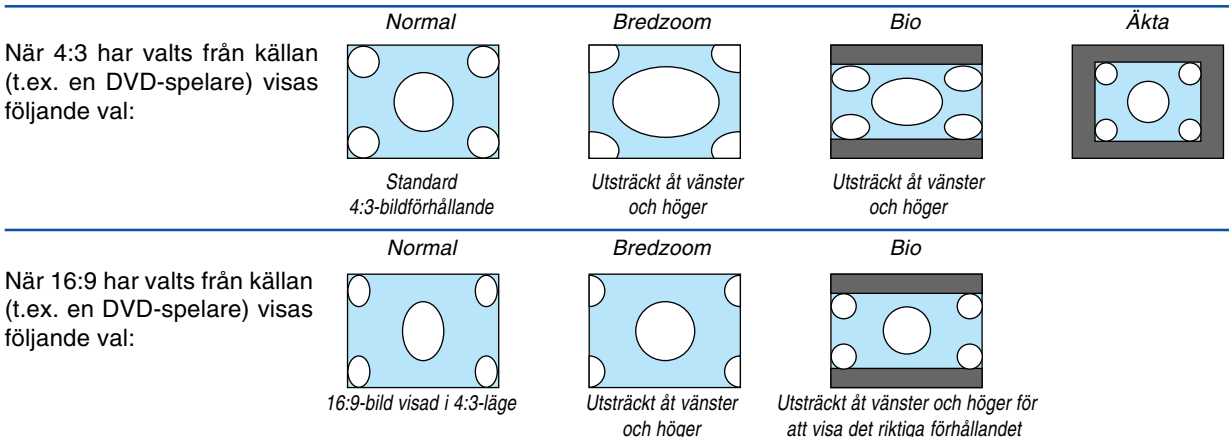 Normal
Bredzoom
Bio
Äkta
När 4:3 har valts från källan
(t.ex. en DVD-spelare) visas
följande val:
Standard
4:3-bildförhållande
Utsträckt åt vänster
och höger
Utsträckt åt vänster
och höger
Normal
Bredzoom
Bio
När 16:9 har valts från källan
(t.ex. en DVD-spelare) visas
följande val:
16:9-bild visad i 4:3-läge
Utsträckt åt vänster
och höger
Utsträckt åt vänster och höger för
att visa det riktiga förhållandet